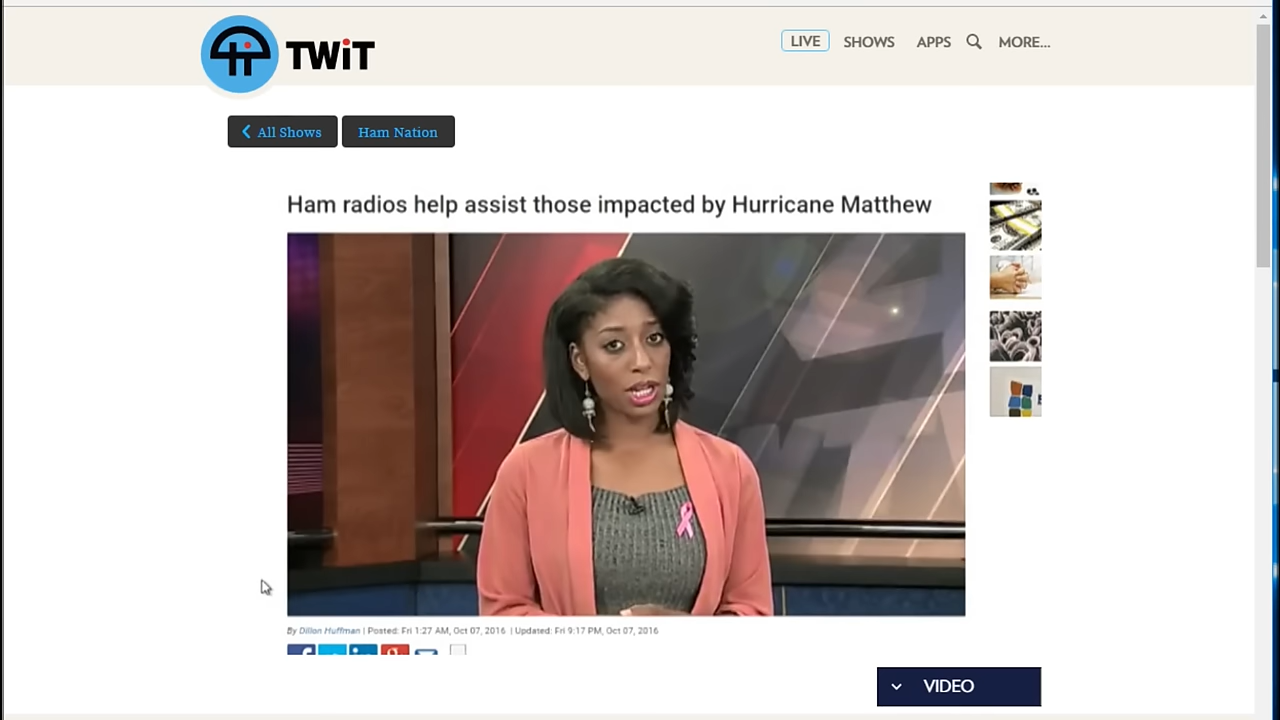 TWiT
LIVE SHOWS APPS MORE...
All Shows Ham Nation
Ham radios help assist those impacted by Hurricane Matthew
By Dillon Huffman | Posted: Fri 1:27 AM, Oct 07, 2016 | Updated: Fri 9:17 PM, Oct 07, 2016
VIDEO